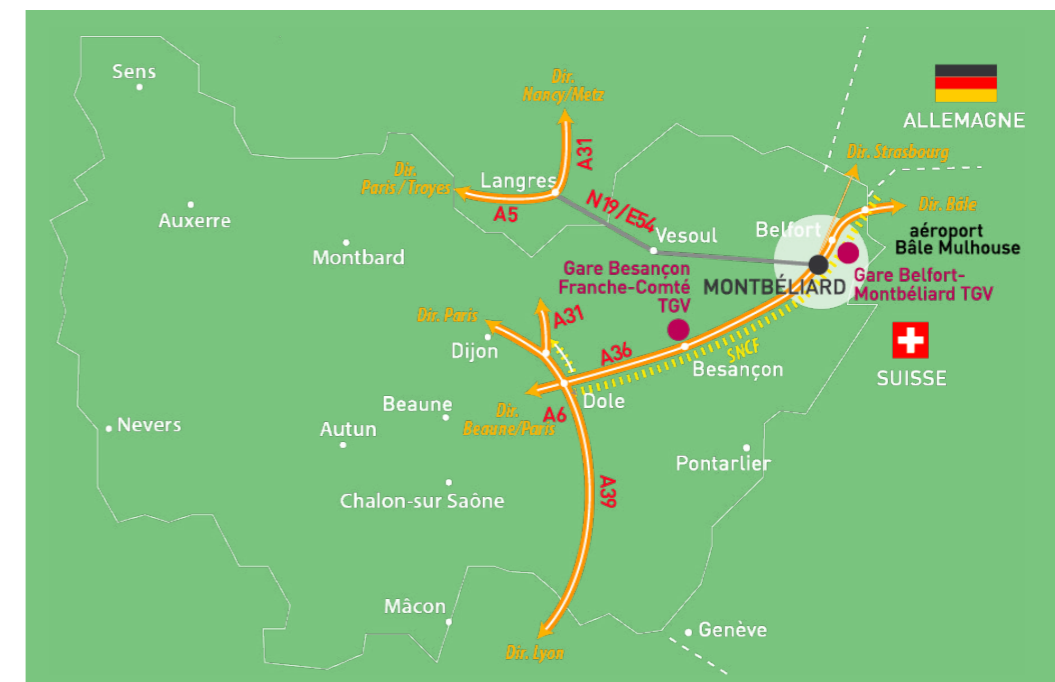 Sens
Dir.
Nancy/Metz
ALLEMAGNE
A31
Dir. Strasbourg
Dir.
Paris/Troyes
Langres
A5
N19/E54
Auxerre
Dir. Bâle
Belfort
Vesoul
aéroport
Bâle Mulhouse
Montbard
Gare Besançon
Franche-Comté
TGV
MONTBÉLIARD
Gare Belfort-
Montbéliard TGV
Dir. Paris
A31
Dijon
A36
SNCF
Besançon
SUISSE
Dole
Beaune
Dir.
Beaune/Paris
A6
Nevers
Autun
Pontarlier
Chalon-sur Saône
A39
Mâcon
Genève
Dir. Lyon